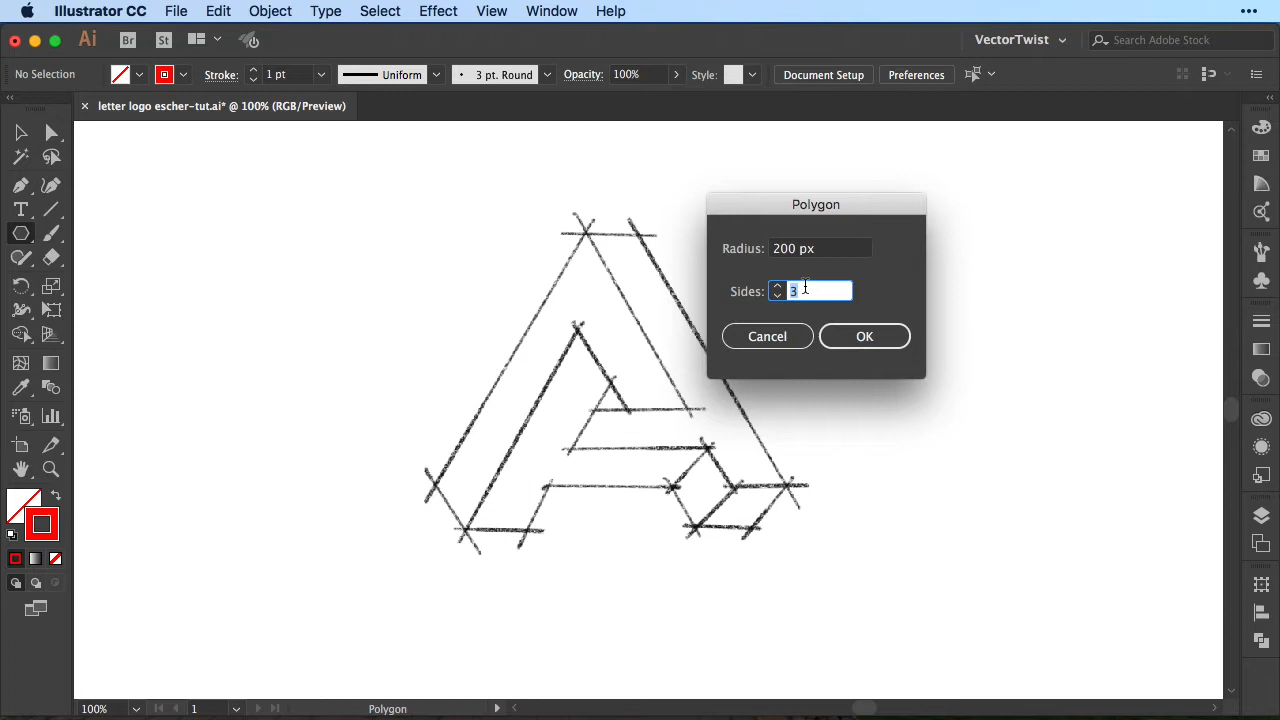 Illustrator CC File Edit Object Type Select Effect View Window Help
Ai Br St VectorTwist Search Adobe Stock
No Selection Stroke: 1 pt Uniform 3 pt. Round Opacity: 100% Style: Document Setup Preferences
letter logo escher-tut.ai* @ 100% (RGB/Preview)
Polygon
Radius: 200 px
Sides: 3
Cancel OK
100% 1 Polygon